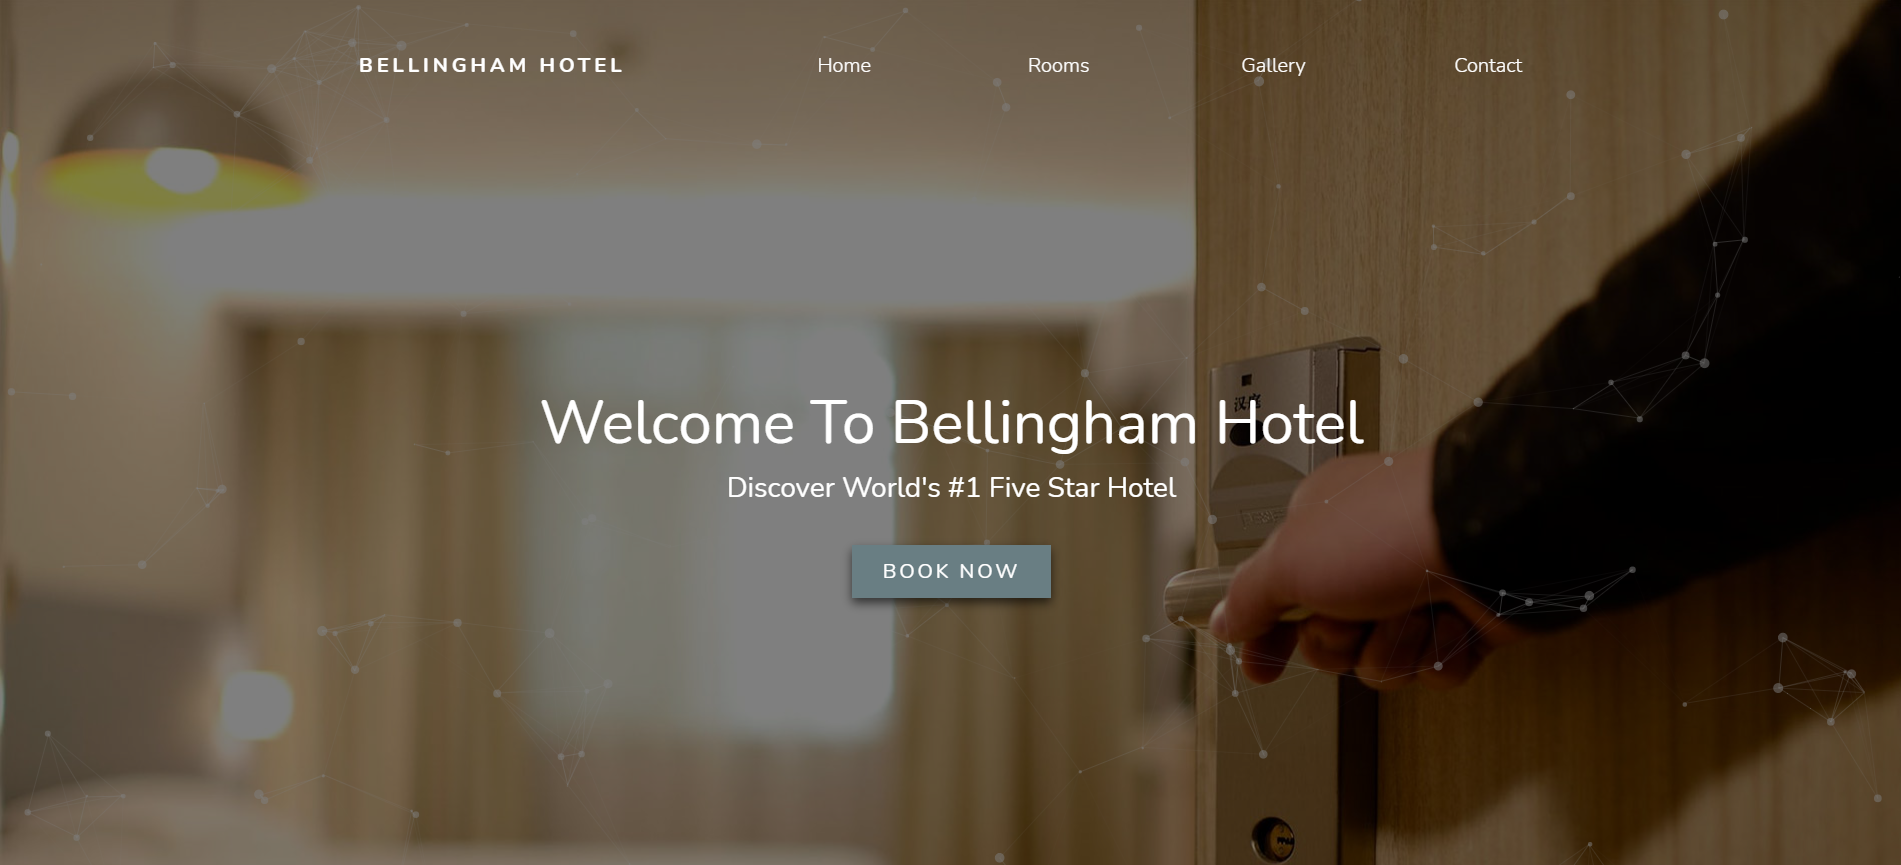 BELLINGHAM HOTEL
Home
Rooms
Gallery
Contact
Welcome To Bellingham Hotel
Discover World's #1 Five Star Hotel
BOOK NOW